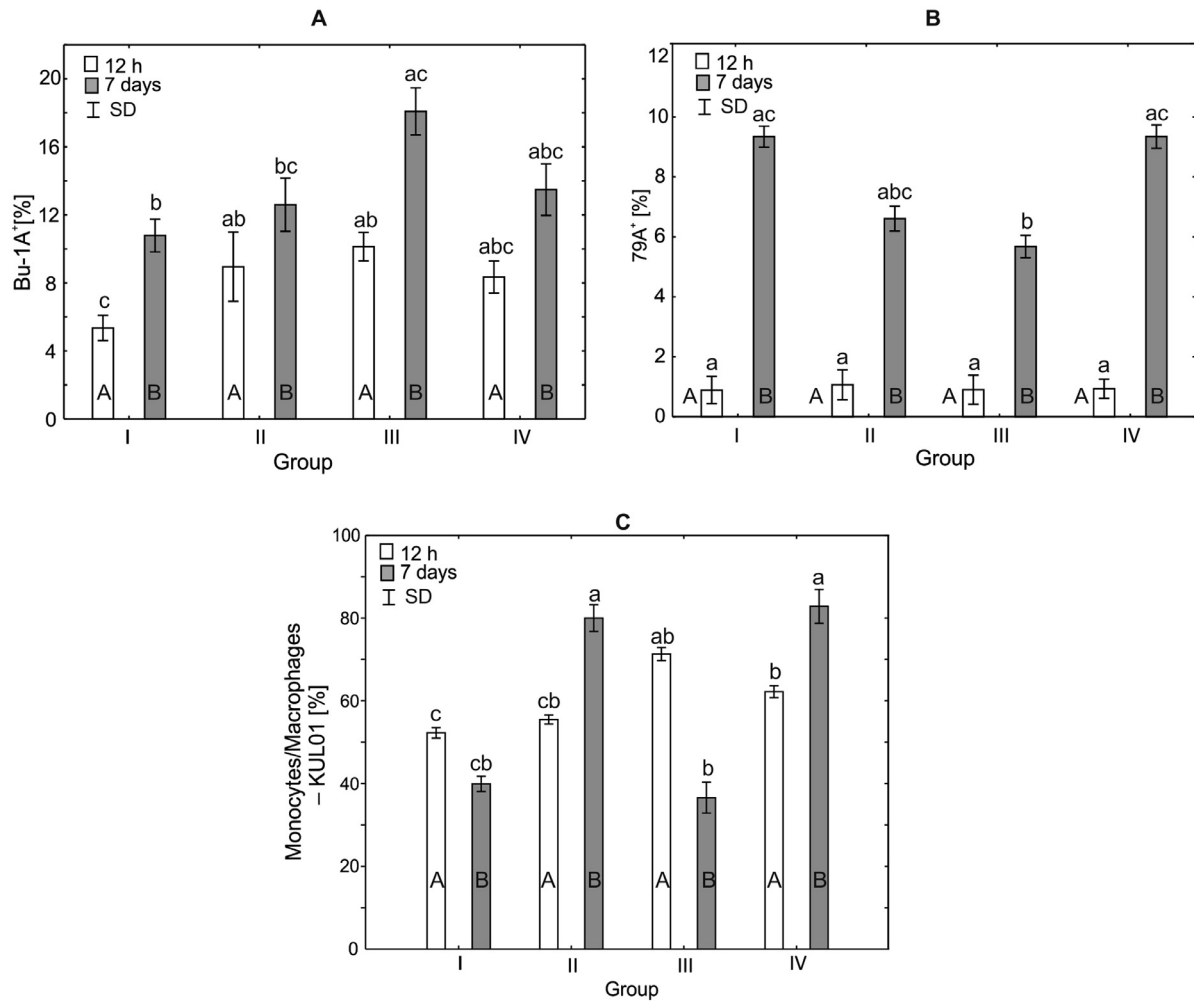 A
Bu-1A⁺[%]
20
16
12
8
4
0
12 h
7 days
SD
c
b
ab
bc
ab
ac
abc
abc
A
B
A
B
A
B
A
B
I
II
III
IV
Group
B
79A⁺ [%]
12
10
8
6
4
2
0
12 h
7 days
SD
a
ac
a
abc
a
b
a
ac
A
B
A
B
A
B
A
B
I
II
III
IV
Group
C
Monocytes/Macrophages
– KUL01 [%]
100
80
60
40
20
0
12 h
7 days
SD
c
cb
cb
a
ab
b
b
a
A
B
A
B
A
B
A
B
I
II
III
IV
Group